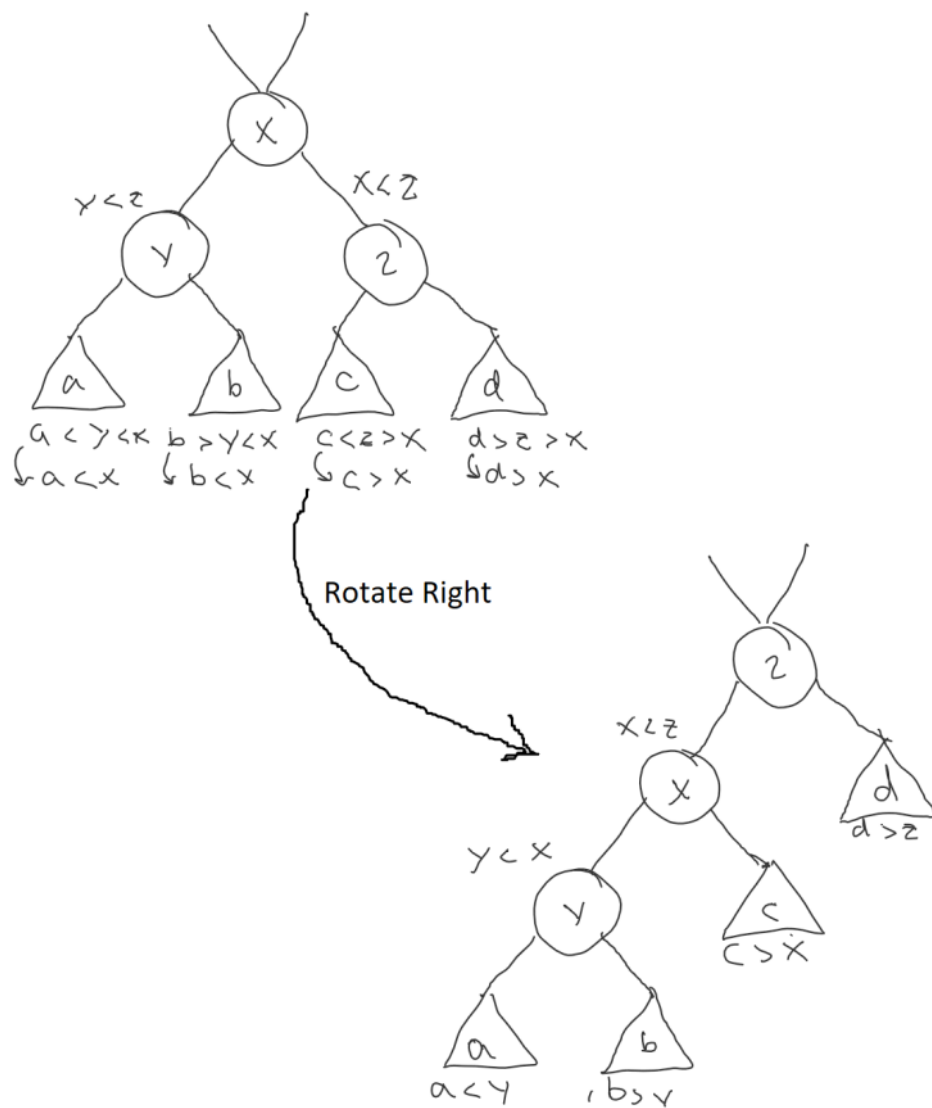 x
y<z x<z
y z
a b c d
a<y<x b>y<x c<z>x d>z>x
↳a<x ↳b<x ↳c>x ↳d>x
Rotate Right
z
x<z
x d
d>z
y<x
y c
c>x
a b
a<y b>y